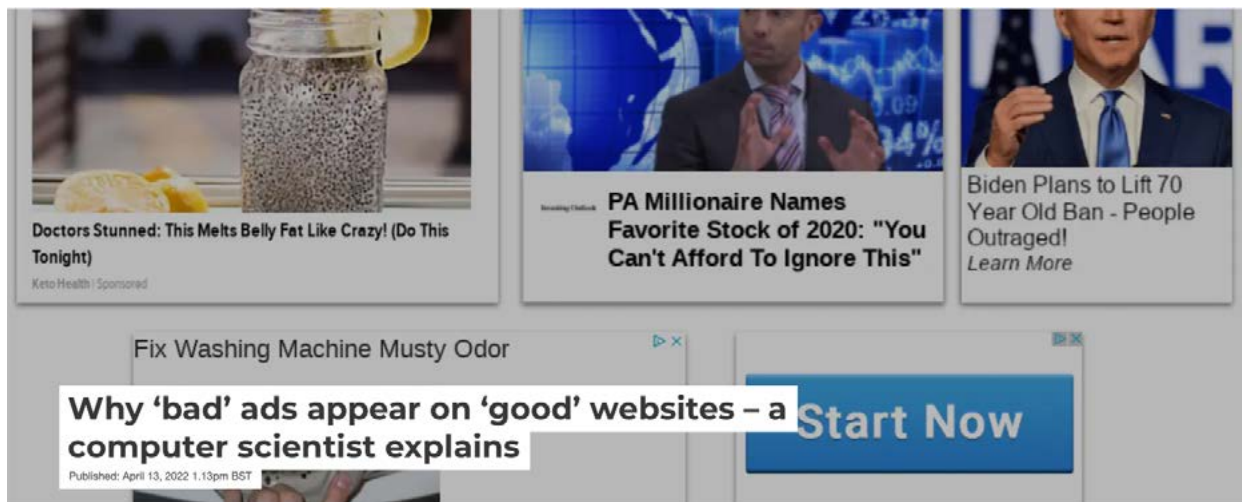 Doctors Stunned: This Melts Belly Fat Like Crazy! (Do This
Tonight)
Keto Health | Sponsored
PA Millionaire Names
Favorite Stock of 2020: "You
Can't Afford To Ignore This"
Biden Plans to Lift 70
Year Old Ban - People
Outraged!
Learn More
Fix Washing Machine Musty Odor
Start Now
Why ‘bad’ ads appear on ‘good’ websites – a
computer scientist explains
Published: April 13, 2022 1.13pm BST